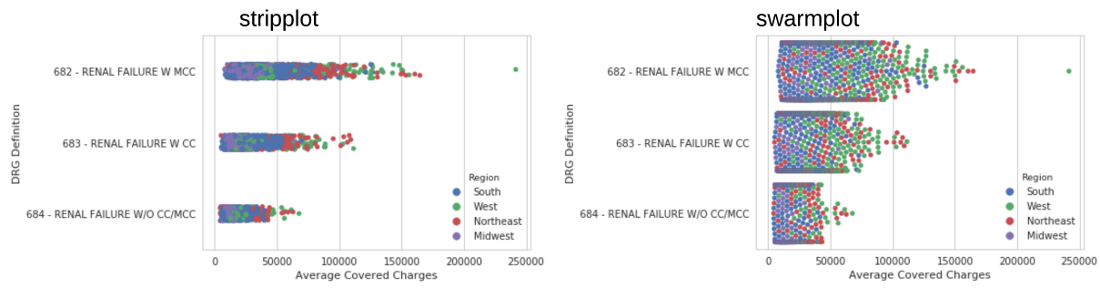 stripplot
DRG Definition
682 - RENAL FAILURE W MCC
683 - RENAL FAILURE W CC
684 - RENAL FAILURE W/O CC/MCC
Region
South
West
Northeast
Midwest
0 50000 100000 150000 200000 250000
Average Covered Charges
swarmplot
DRG Definition
682 - RENAL FAILURE W MCC
683 - RENAL FAILURE W CC
684 - RENAL FAILURE W/O CC/MCC
Region
South
West
Northeast
Midwest
0 50000 100000 150000 200000 250000
Average Covered Charges